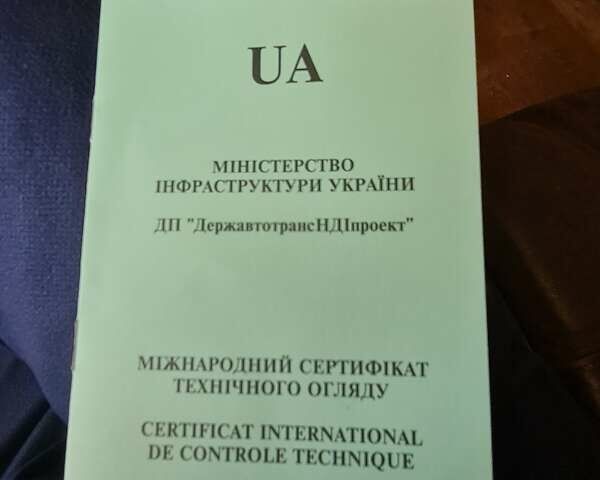 UA
МІНІСТЕРСТВО
ІНФРАСТРУКТУРИ УКРАЇНИ
ДП "ДержавтотрансНДІпроект"
МІЖНАРОДНИЙ СЕРТИФІКАТ
ТЕХНІЧНОГО ОГЛЯДУ
CERTIFICAT INTERNATIONAL
DE CONTROLE TECHNIQUE